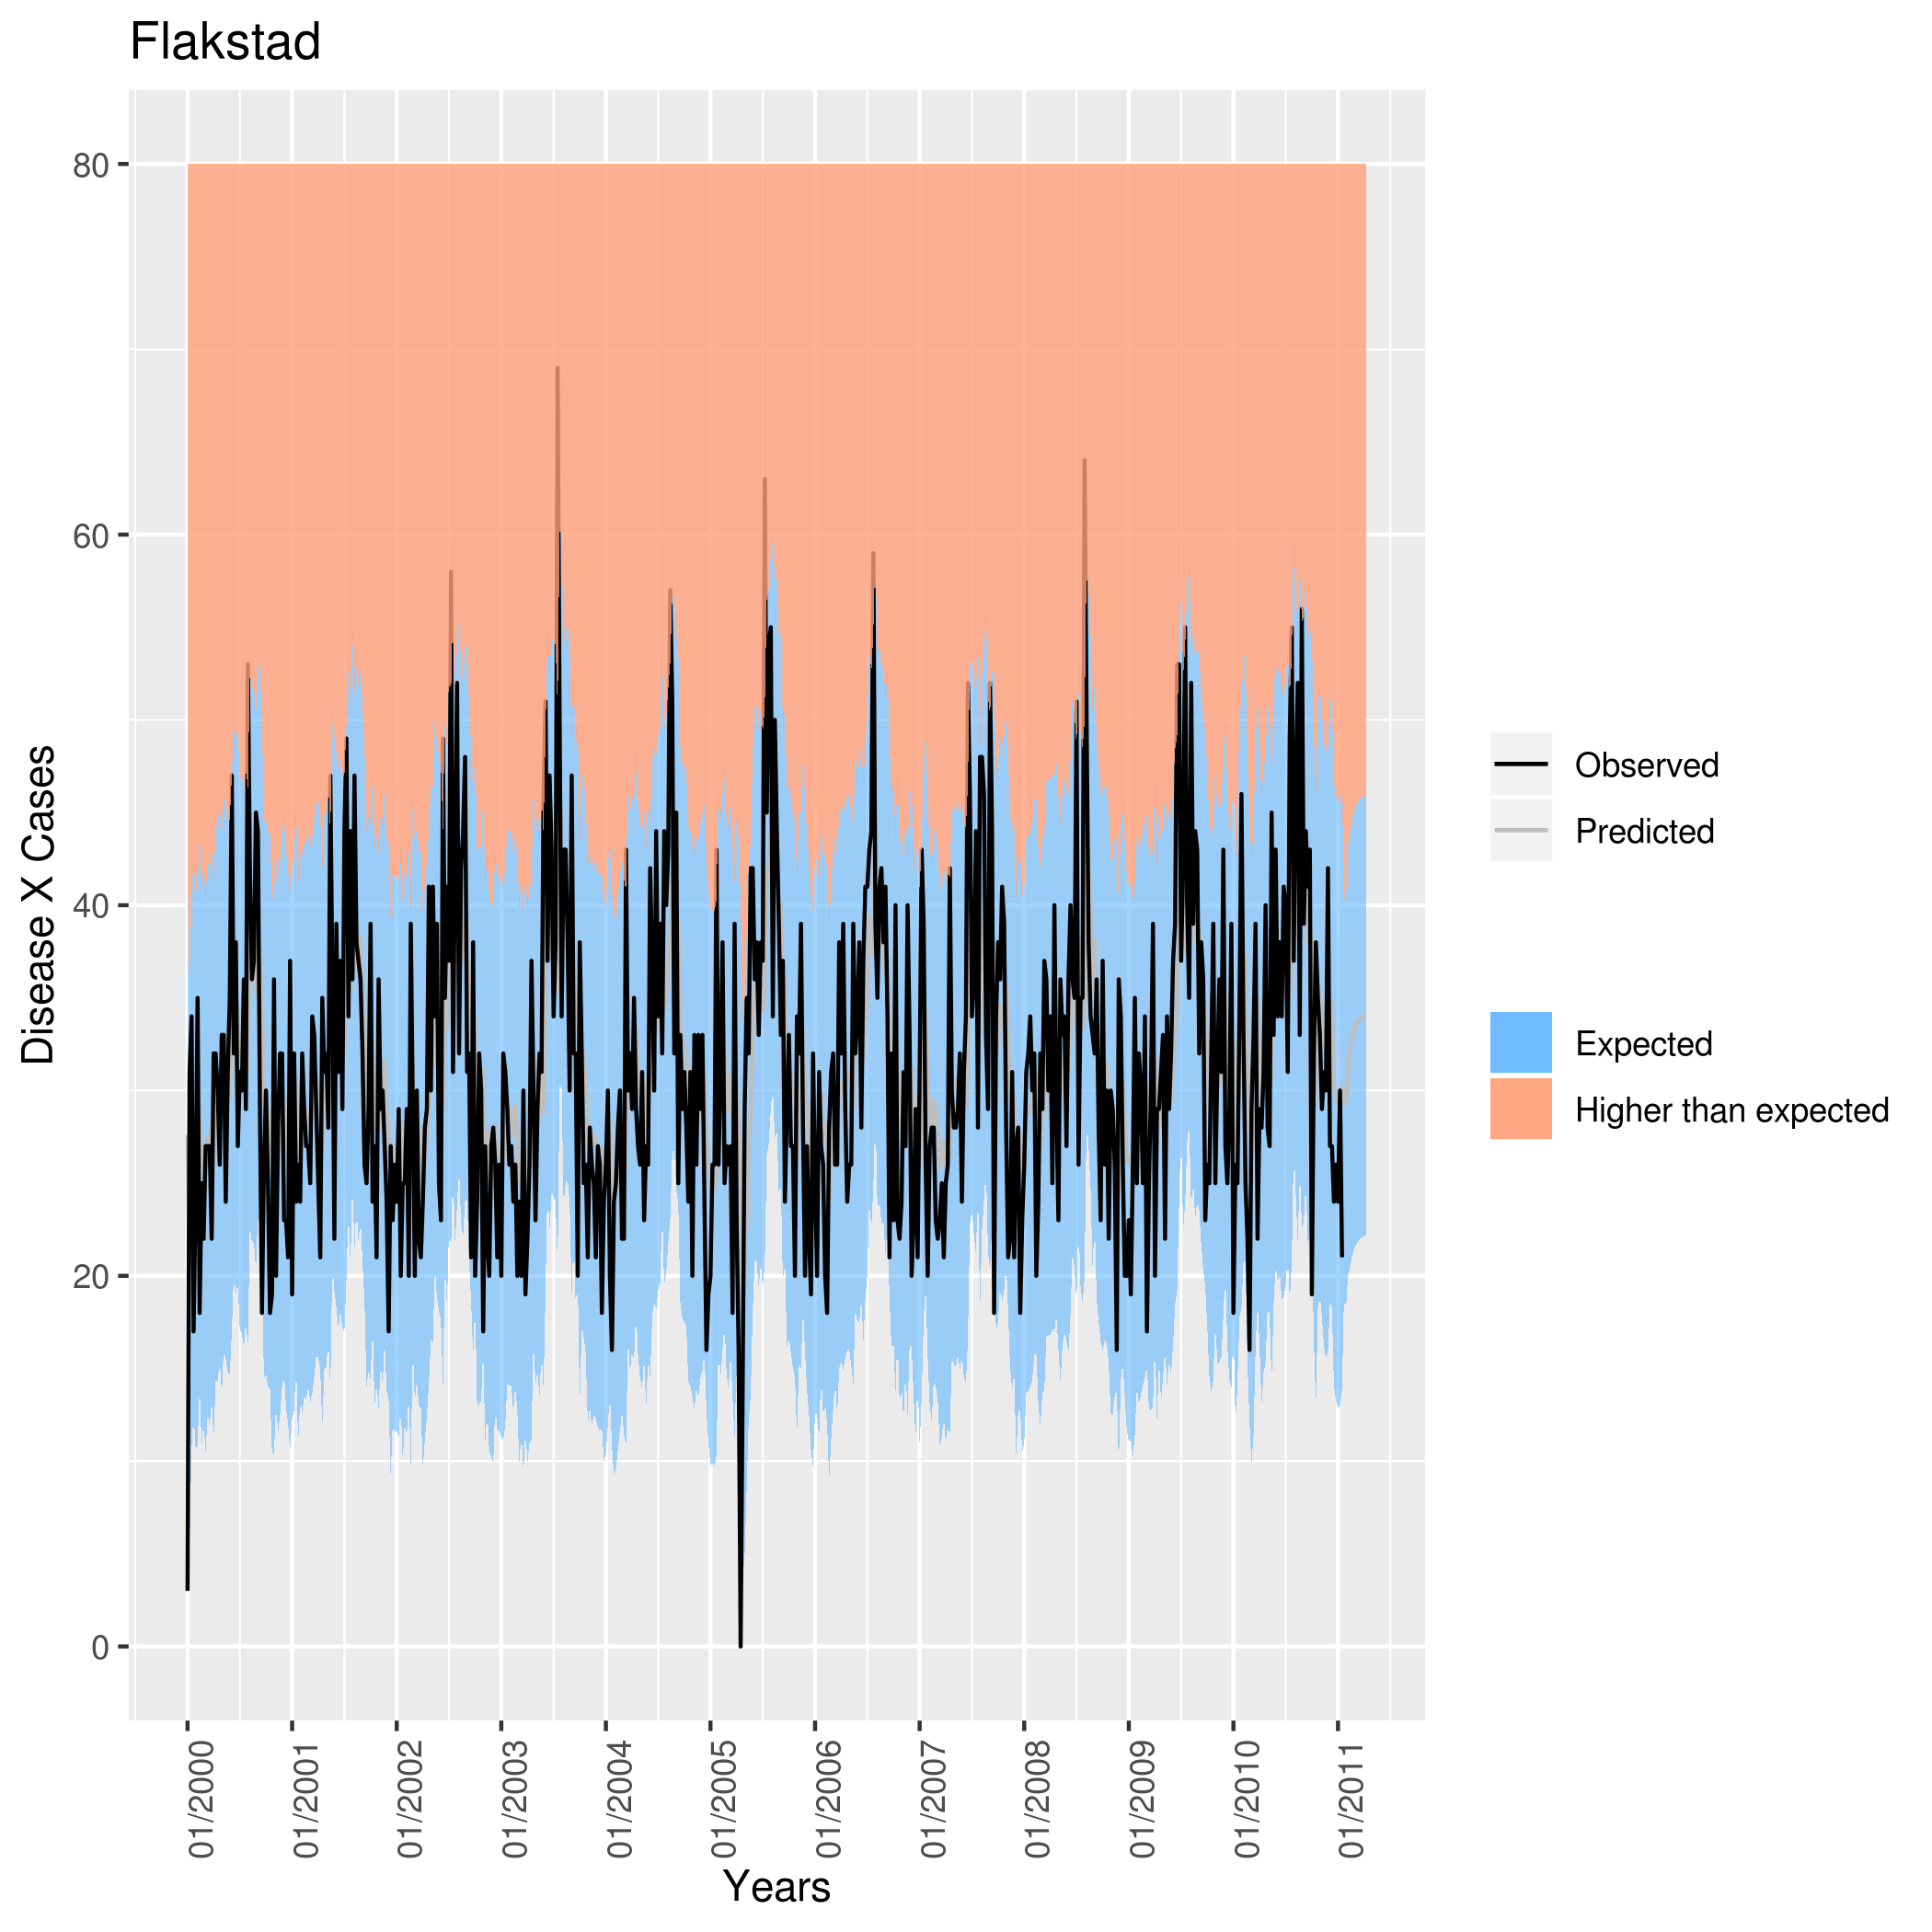 Flakstad
80
60
40
20
0
Disease X Cases
01/2000
01/2001
01/2002
01/2003
01/2004
01/2005
01/2006
01/2007
01/2008
01/2009
01/2010
01/2011
Years
Observed
Predicted
Expected
Higher than expected